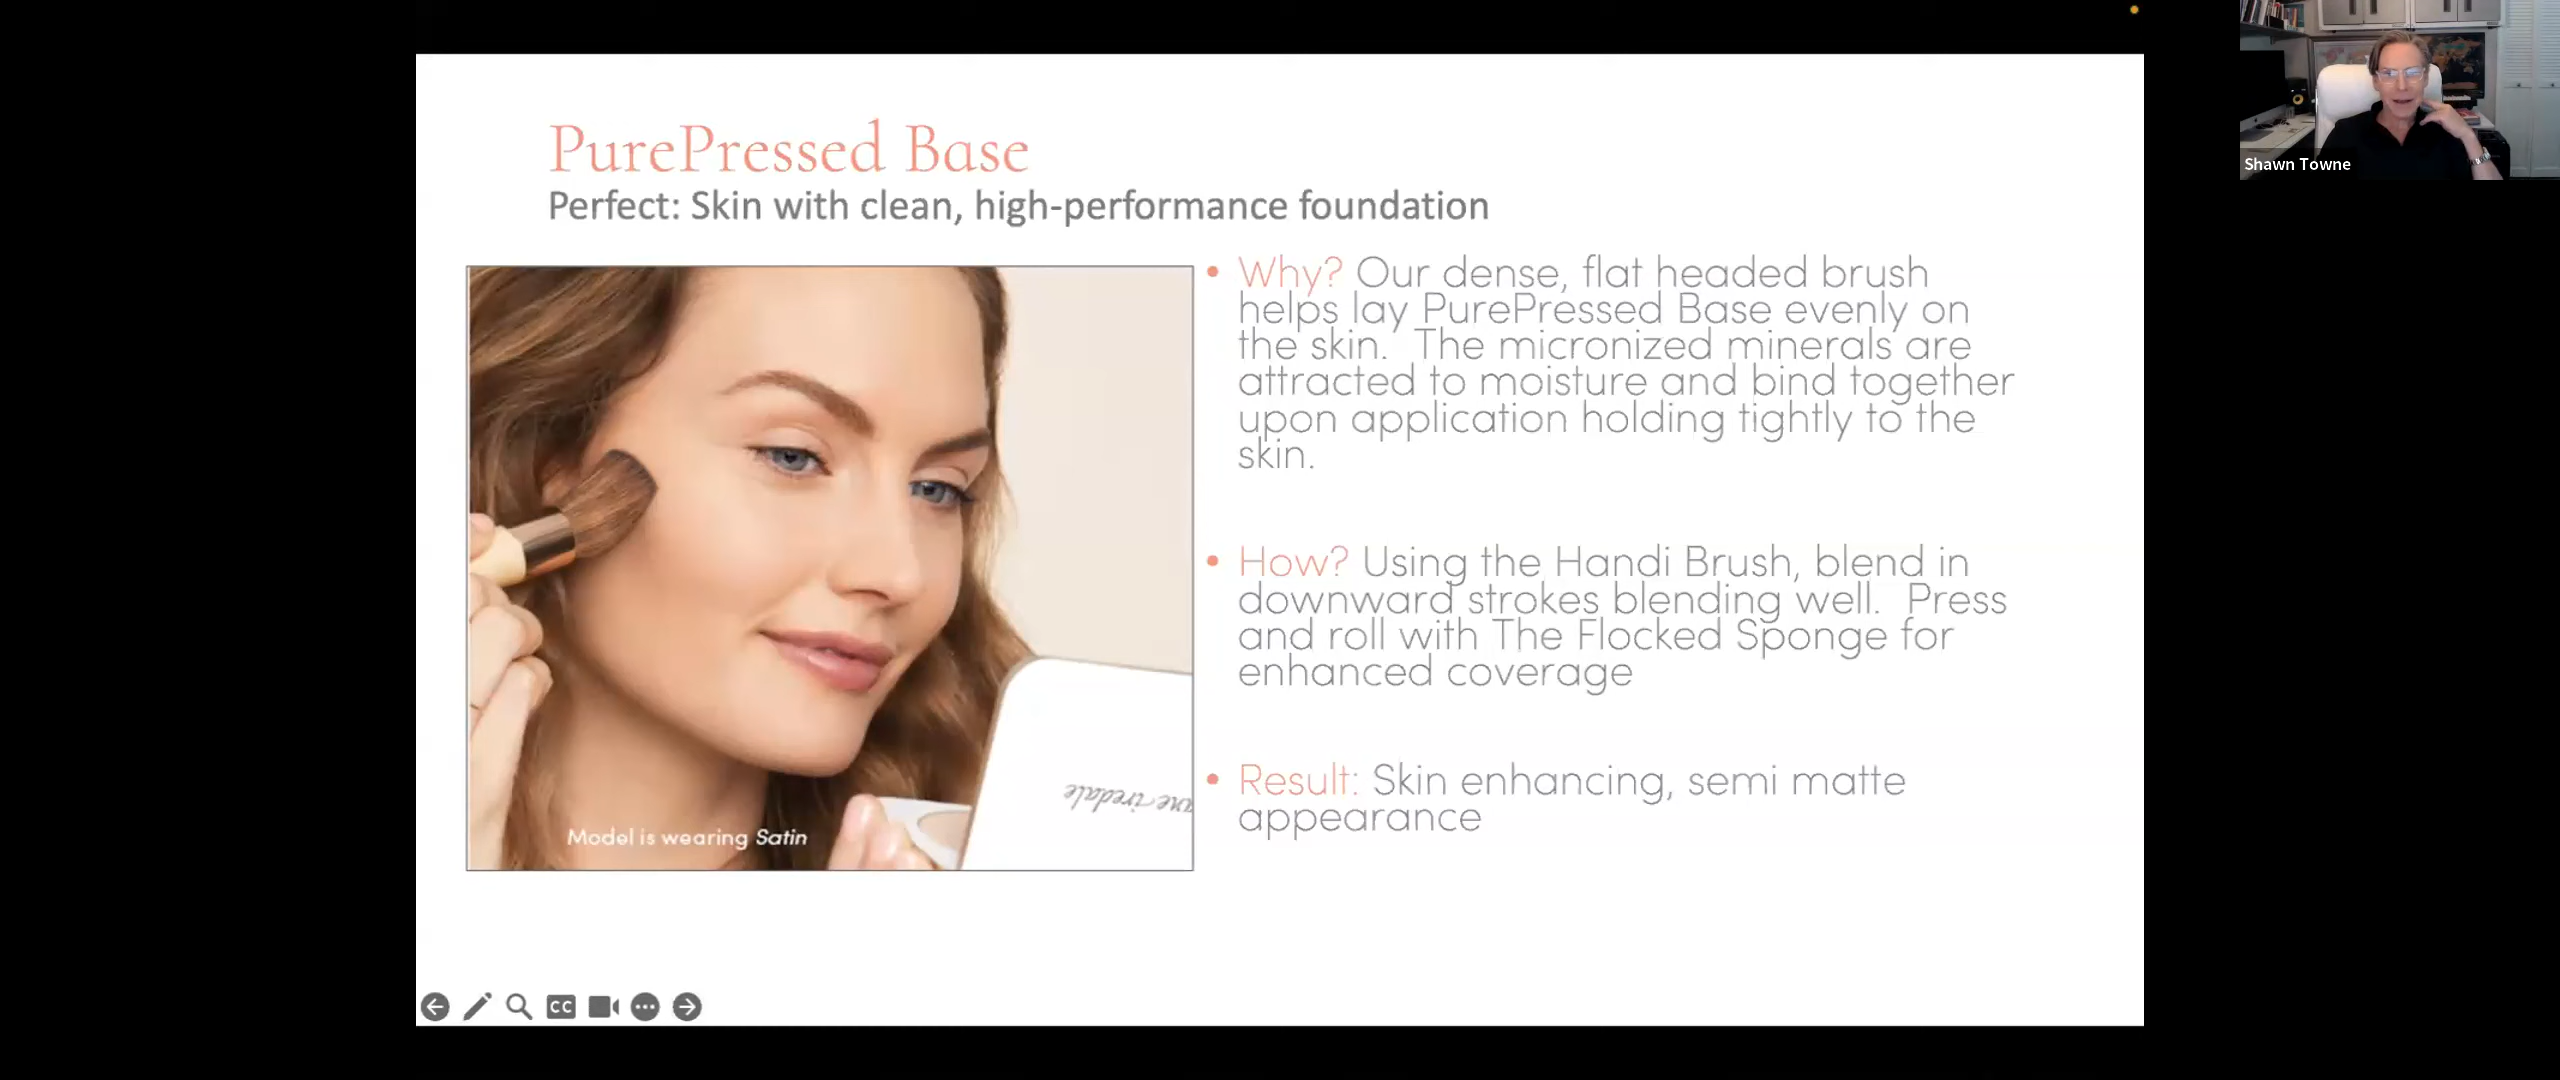 PurePressed Base
Perfect: Skin with clean, high-performance foundation
• Why? Our dense, flat headed brush
helps lay PurePressed Base evenly on
the skin.  The micronized minerals are
attracted to moisture and bind together
upon application holding tightly to the
skin.
• How? Using the Handi Brush, blend in
downward strokes blending well.  Press
and roll with The Flocked Sponge for
enhanced coverage
• Result: Skin enhancing, semi matte
appearance
ane iredale
Model is wearing Satin
CC
Shawn Towne